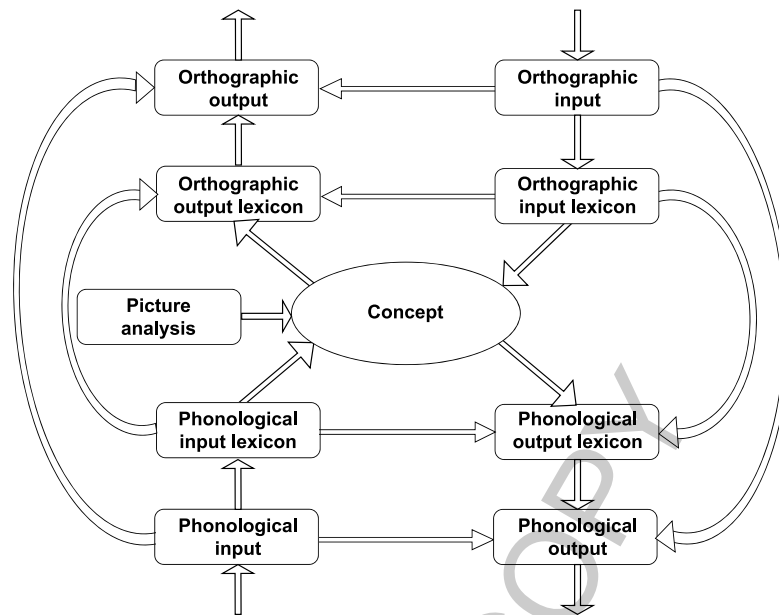 Orthographic
output
Orthographic
input
Orthographic
output lexicon
Orthographic
input lexicon
Picture
analysis
Concept
Phonological
input lexicon
Phonological
output lexicon
Phonological
input
Phonological
output
COPY